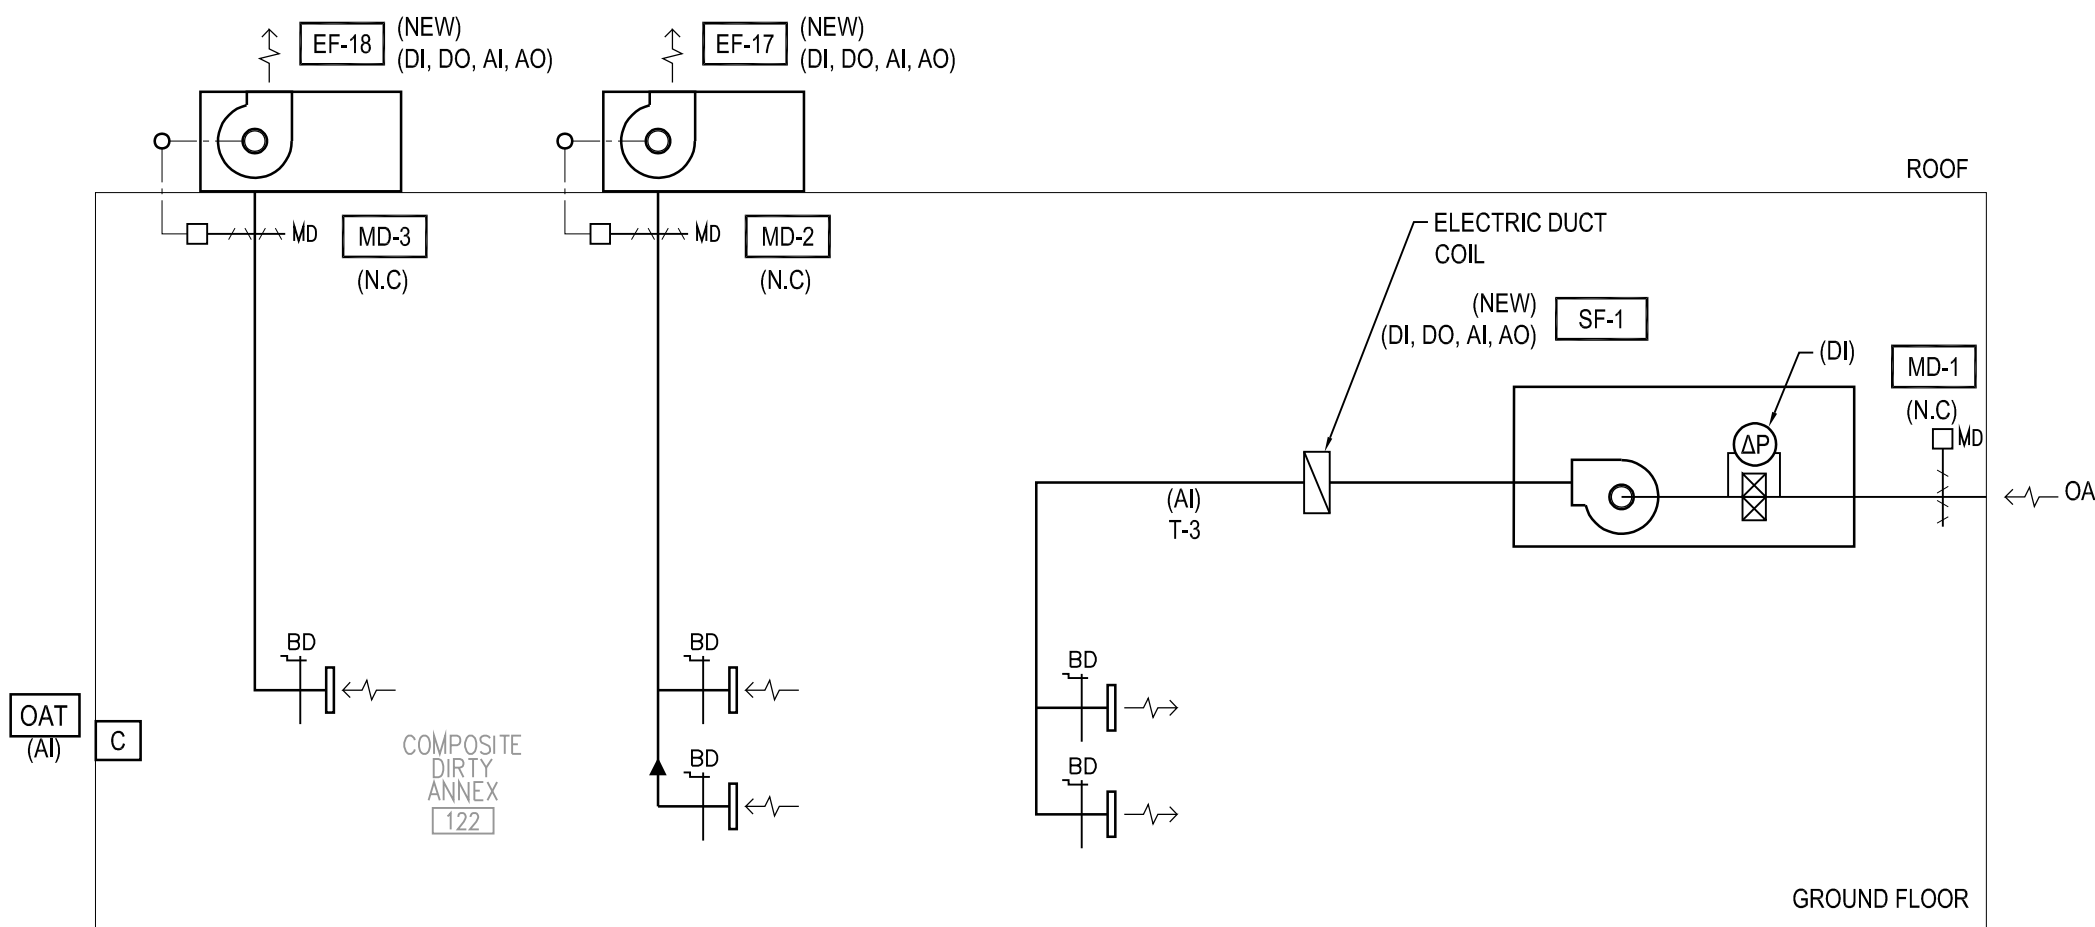 EF-18
(NEW)
(DI, DO, AI, AO)
EF-17
(NEW)
(DI, DO, AI, AO)
ROOF
MD
MD-3
(N.C)
MD
MD-2
(N.C)
ELECTRIC DUCT
COIL
(NEW)
(DI, DO, AI, AO)
SF-1
(DI)
MD-1
(N.C)
MD
ΔP
OA
(AI)
T-3
BD
BD
BD
OAT
(AI)
C
COMPOSITE
DIRTY
ANNEX
122
BD
BD
GROUND FLOOR